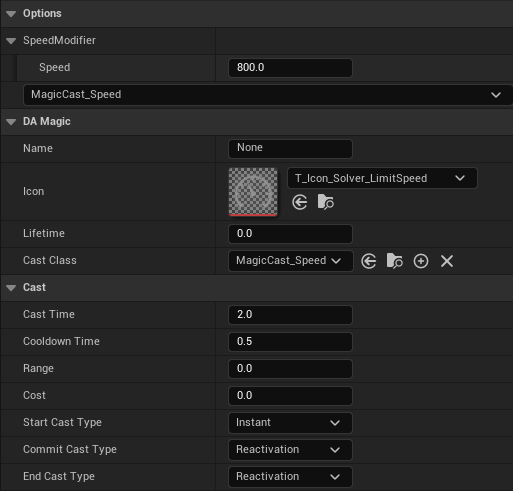 Options
SpeedModifier
Speed 800.0
MagicCast_Speed
DA Magic
Name None
Icon T_Icon_Solver_LimitSpeed
Lifetime 0.0
Cast Class MagicCast_Speed
Cast
Cast Time 2.0
Cooldown Time 0.5
Range 0.0
Cost 0.0
Start Cast Type Instant
Commit Cast Type Reactivation
End Cast Type Reactivation